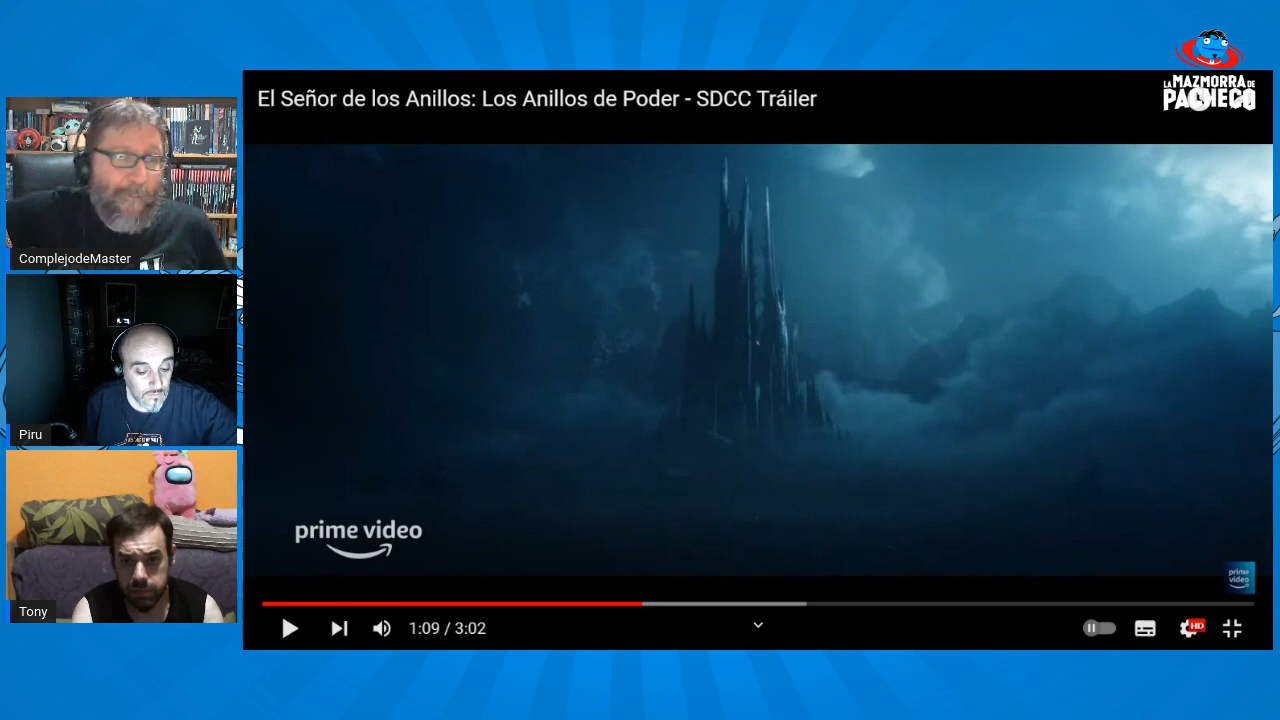 El Señor de los Anillos: Los Anillos de Poder - SDCC Tráiler
LA MAZMORRA DE
PACHECO
ComplejodeMaster
Piru
Tony
prime video
prime
video
1:09 / 3:02
HD